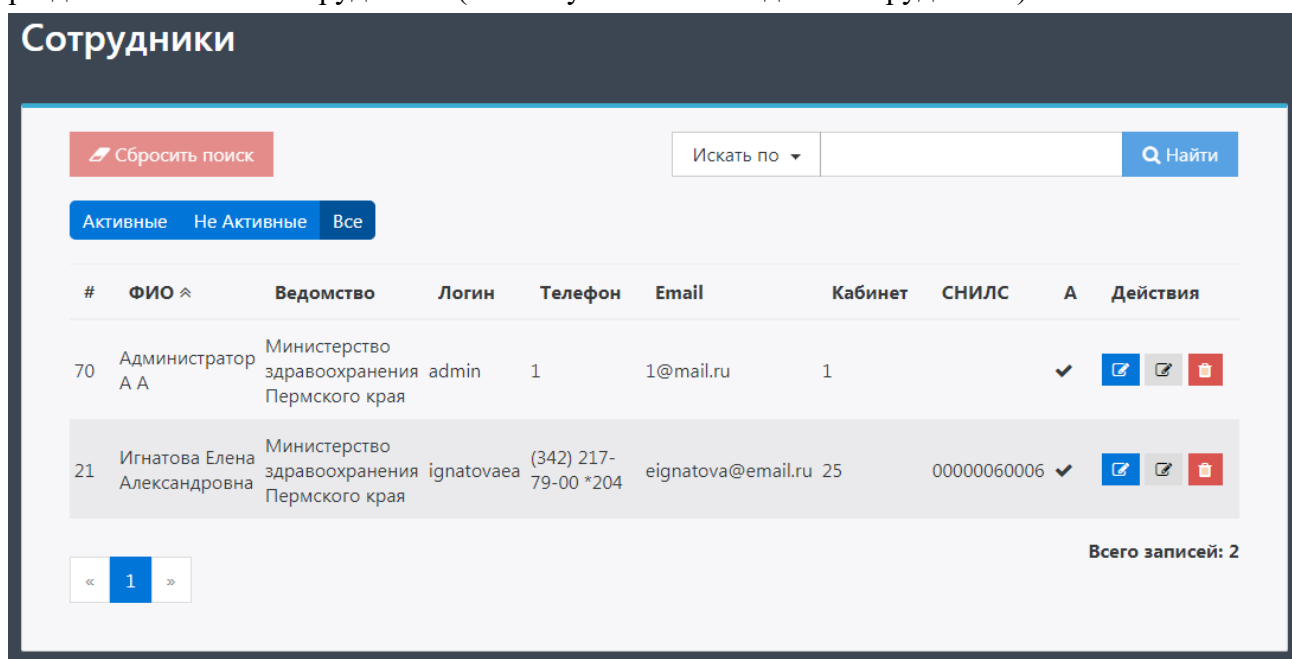 Сотрудники
Сбросить поиск
Искать по
Найти
Активные Не Активные Все
# ФИО Ведомство Логин Телефон Email Кабинет СНИЛС А Действия
Министерство
Администратор
70 здравоохранения admin 1 1@mail.ru 1
А А
Пермского края
Министерство
Игнатова Елена (342) 217-
21 здравоохранения ignatovaea eignatova@email.ru 25 00000060006
Александровна 79-00 *204
Пермского края
Всего записей: 2
« 1 »